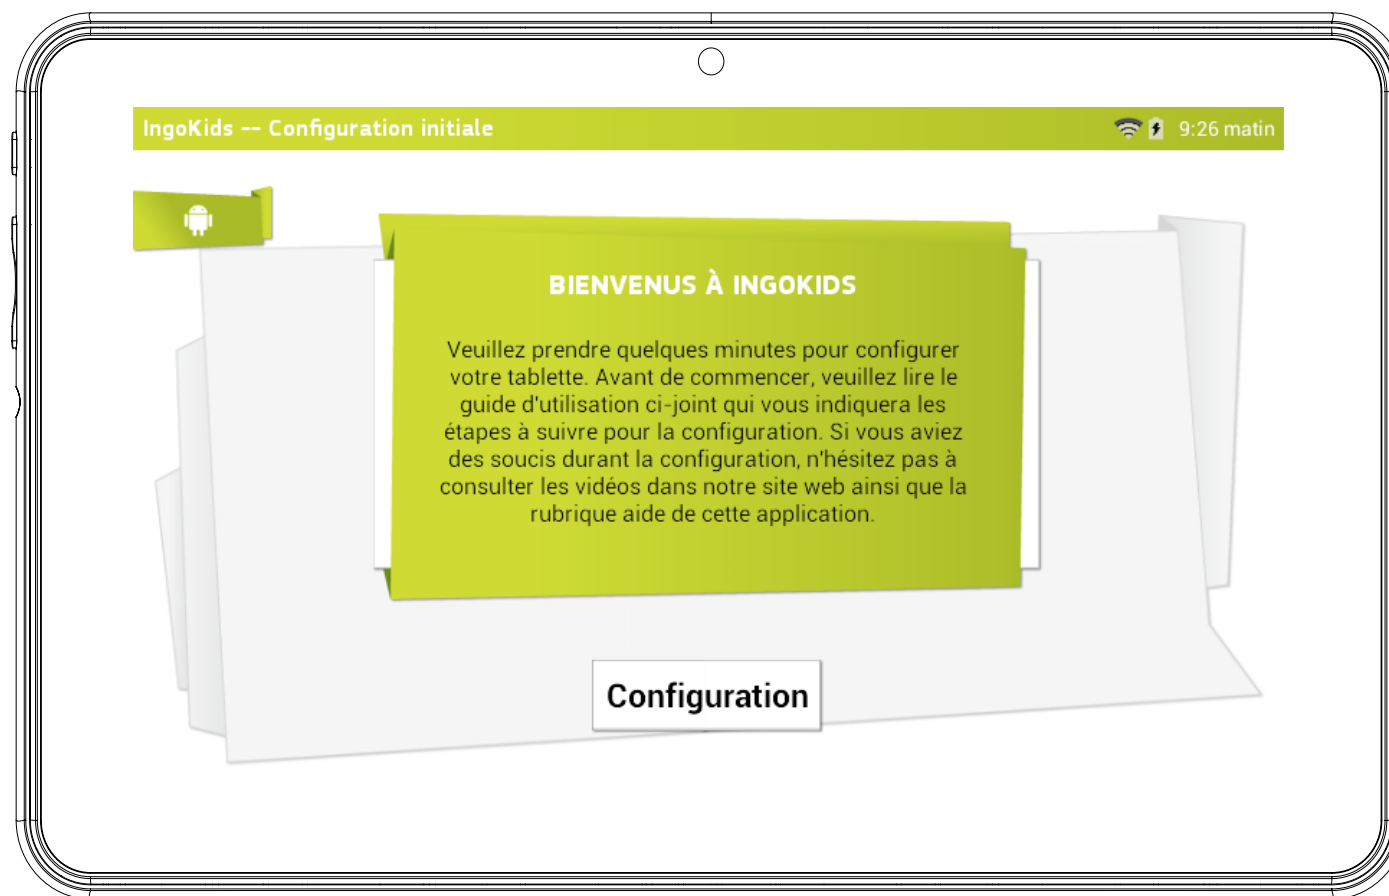 IngoKids -- Configuration initiale
9:26 matin
BIENVENUS À INGOKIDS
Veuillez prendre quelques minutes pour configurer
votre tablette. Avant de commencer, veuillez lire le
guide d'utilisation ci-joint qui vous indiquera les
étapes à suivre pour la configuration. Si vous aviez
des soucis durant la configuration, n'hésitez pas à
consulter les vidéos dans notre site web ainsi que la
rubrique aide de cette application.
Configuration